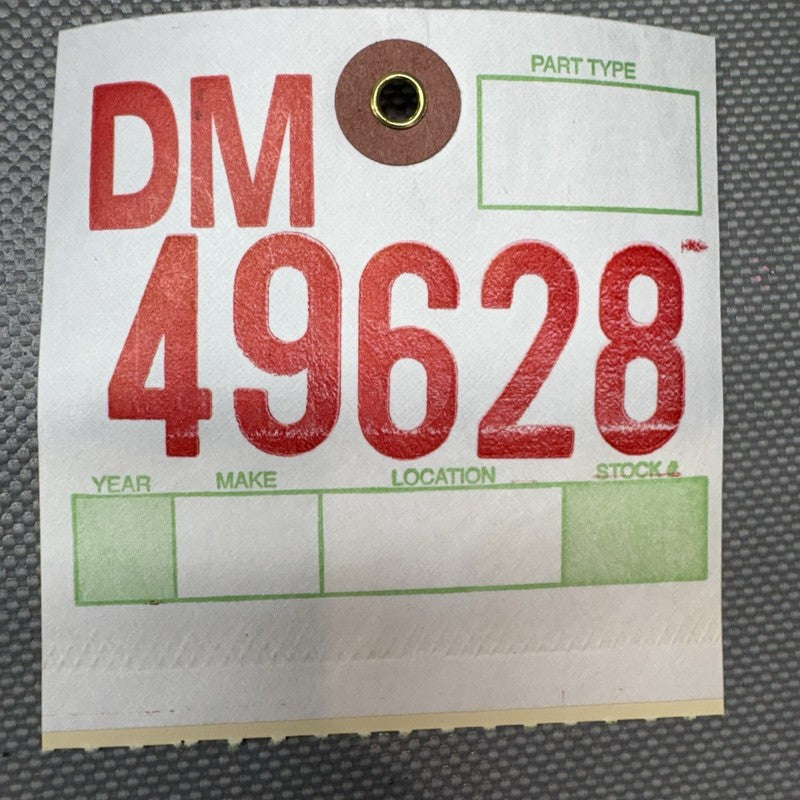 DM
PART TYPE
49628
YEAR MAKE LOCATION STOCK #